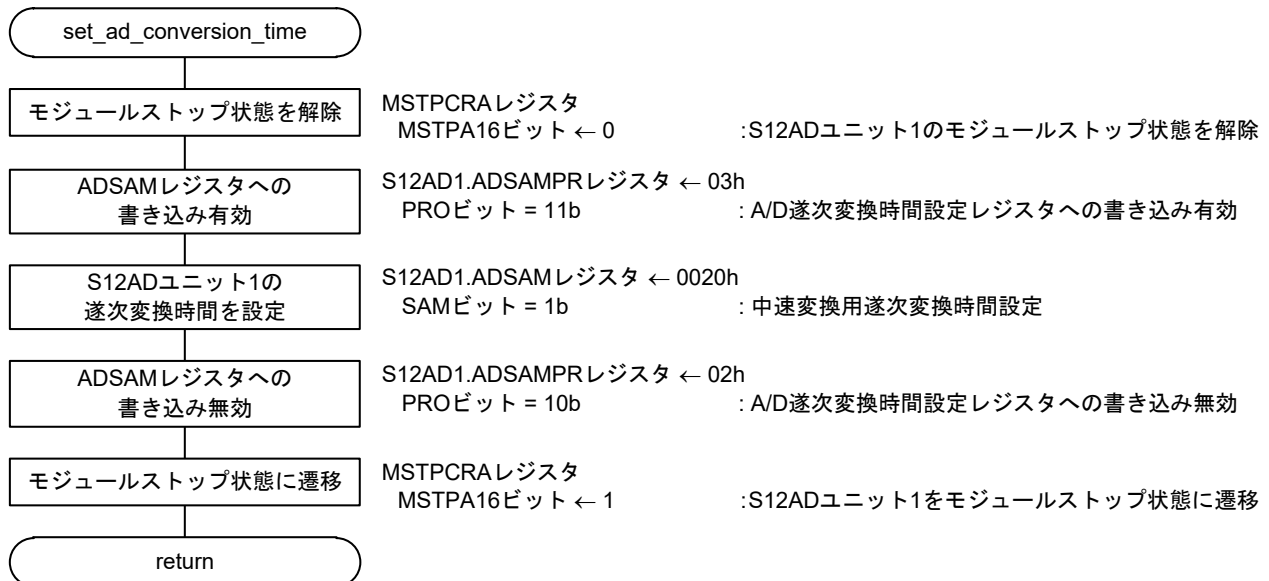 set_ad_conversion_time
モジュールストップ状態を解除
MSTPCRAレジスタ
MSTPA16ビット ← 0 :S12ADユニット1のモジュールストップ状態を解除
ADSAMレジスタへの
書き込み有効
S12AD1.ADSAMPRレジスタ ← 03h
PROビット = 11b : A/D逐次変換時間設定レジスタへの書き込み有効
S12ADユニット1の
逐次変換時間を設定
S12AD1.ADSAMレジスタ ← 0020h
SAMビット = 1b : 中速変換用逐次変換時間設定
ADSAMレジスタへの
書き込み無効
S12AD1.ADSAMPRレジスタ ← 02h
PROビット = 10b : A/D逐次変換時間設定レジスタへの書き込み無効
モジュールストップ状態に遷移
MSTPCRAレジスタ
MSTPA16ビット ← 1 :S12ADユニット1をモジュールストップ状態に遷移
return